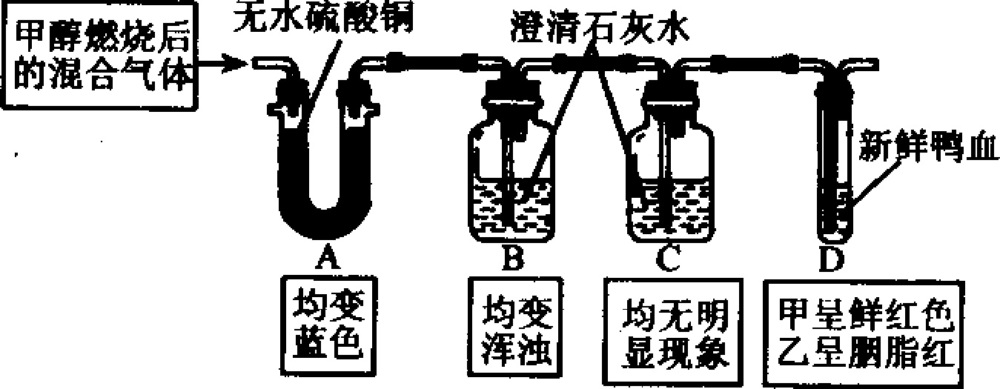 甲醇燃烧后
的混合气体
无水硫酸铜
澄清石灰水
新鲜鸭血
A
B
C
D
均变
蓝色
均变
浑浊
均无明
显现象
甲呈鲜红色
乙呈胭脂红